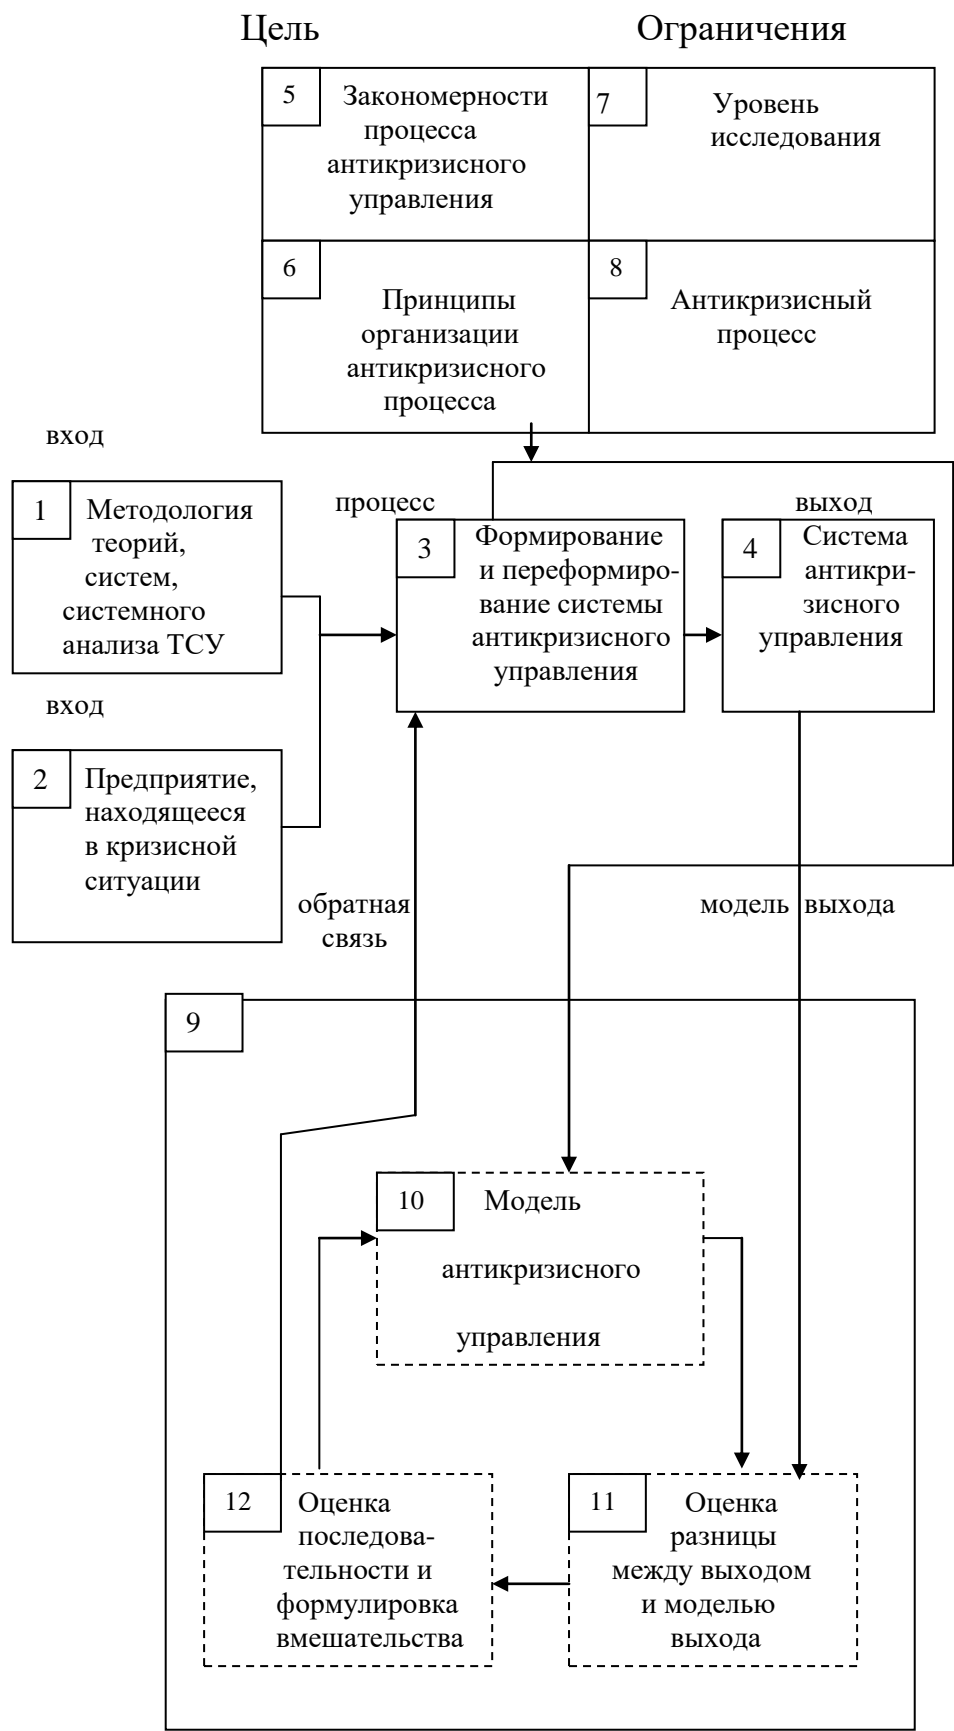 Цель
Ограничения
5
Закономерности
процесса
антикризисного
управления
7
Уровень
исследования
6
Принципы
организации
антикризисного
процесса
8
Антикризисный
процесс
вход
1
Методология
теорий,
систем,
системного
анализа ТСУ
процесс
3
Формирование
и переформиро-
вание системы
антикризисного
управления
выход
4
Система
антикри-
зисного
управления
вход
2
Предприятие,
находящееся
в кризисной
ситуации
обратная
связь
модель выхода
9
10
Модель
антикризисного
управления
12
Оценка
последова-
тельности и
формулировка
вмешательства
11
Оценка
разницы
между выходом
и моделью
выхода